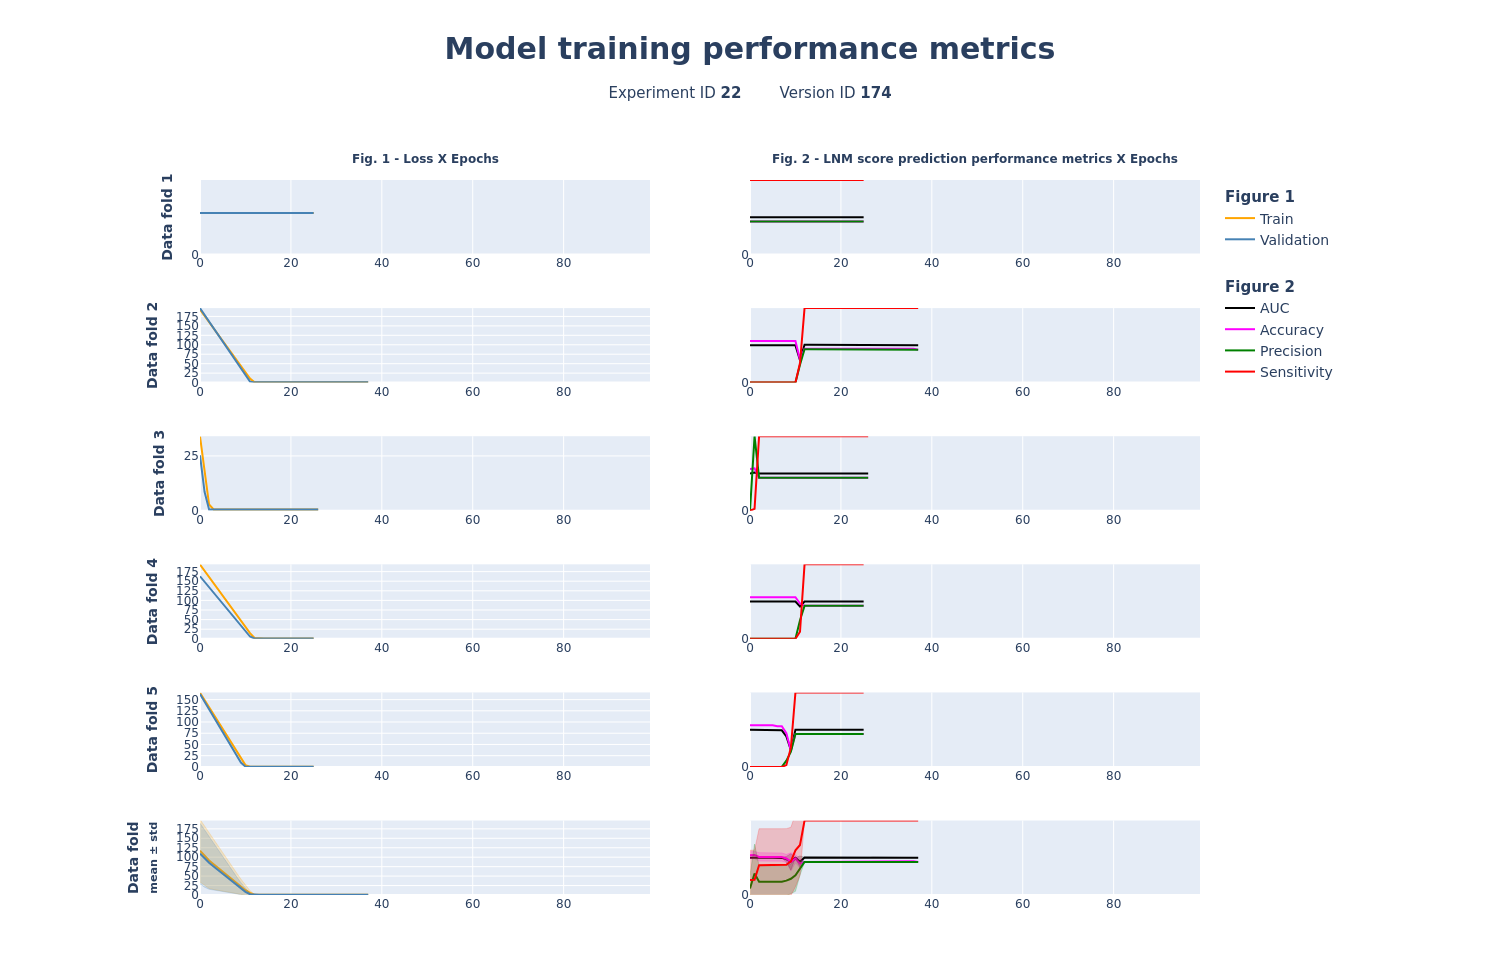 Model training performance metrics
Experiment ID 22 Version ID 174
Fig. 1 - Loss X Epochs
Fig. 2 - LNM score prediction performance metrics X Epochs
Data fold 1
0
0 20 40 60 80
0
0 20 40 60 80
Figure 1
Train
Validation
Figure 2
AUC
Accuracy
Precision
Sensitivity
Data fold 2
175
150
125
100
75
50
25
0
0 20 40 60 80
0
0 20 40 60 80
Data fold 3
25
0
0 20 40 60 80
0
0 20 40 60 80
Data fold 4
175
150
125
100
75
50
25
0
0 20 40 60 80
0
0 20 40 60 80
Data fold 5
150
125
100
75
50
25
0
0 20 40 60 80
0
0 20 40 60 80
Data fold
mean ± std
175
150
125
100
75
50
25
0
0 20 40 60 80
0
0 20 40 60 80